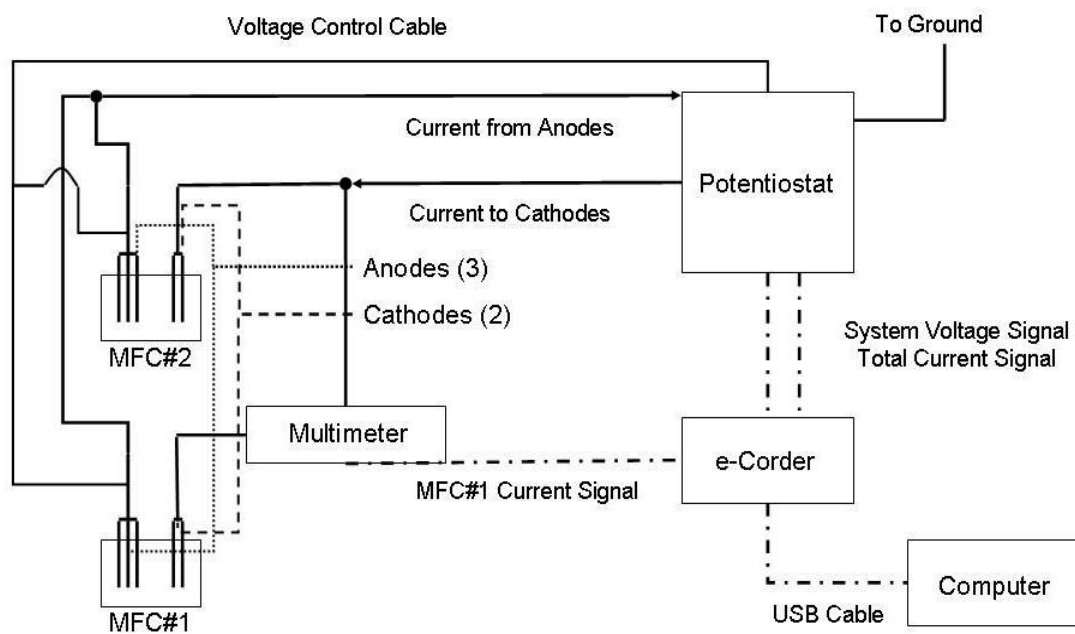 Voltage Control Cable
To Ground
Current from Anodes
Potentiostat
Current to Cathodes
Anodes (3)
Cathodes (2)
MFC#2
System Voltage Signal
Total Current Signal
Multimeter
e-Corder
MFC#1 Current Signal
Computer
USB Cable
MFC#1